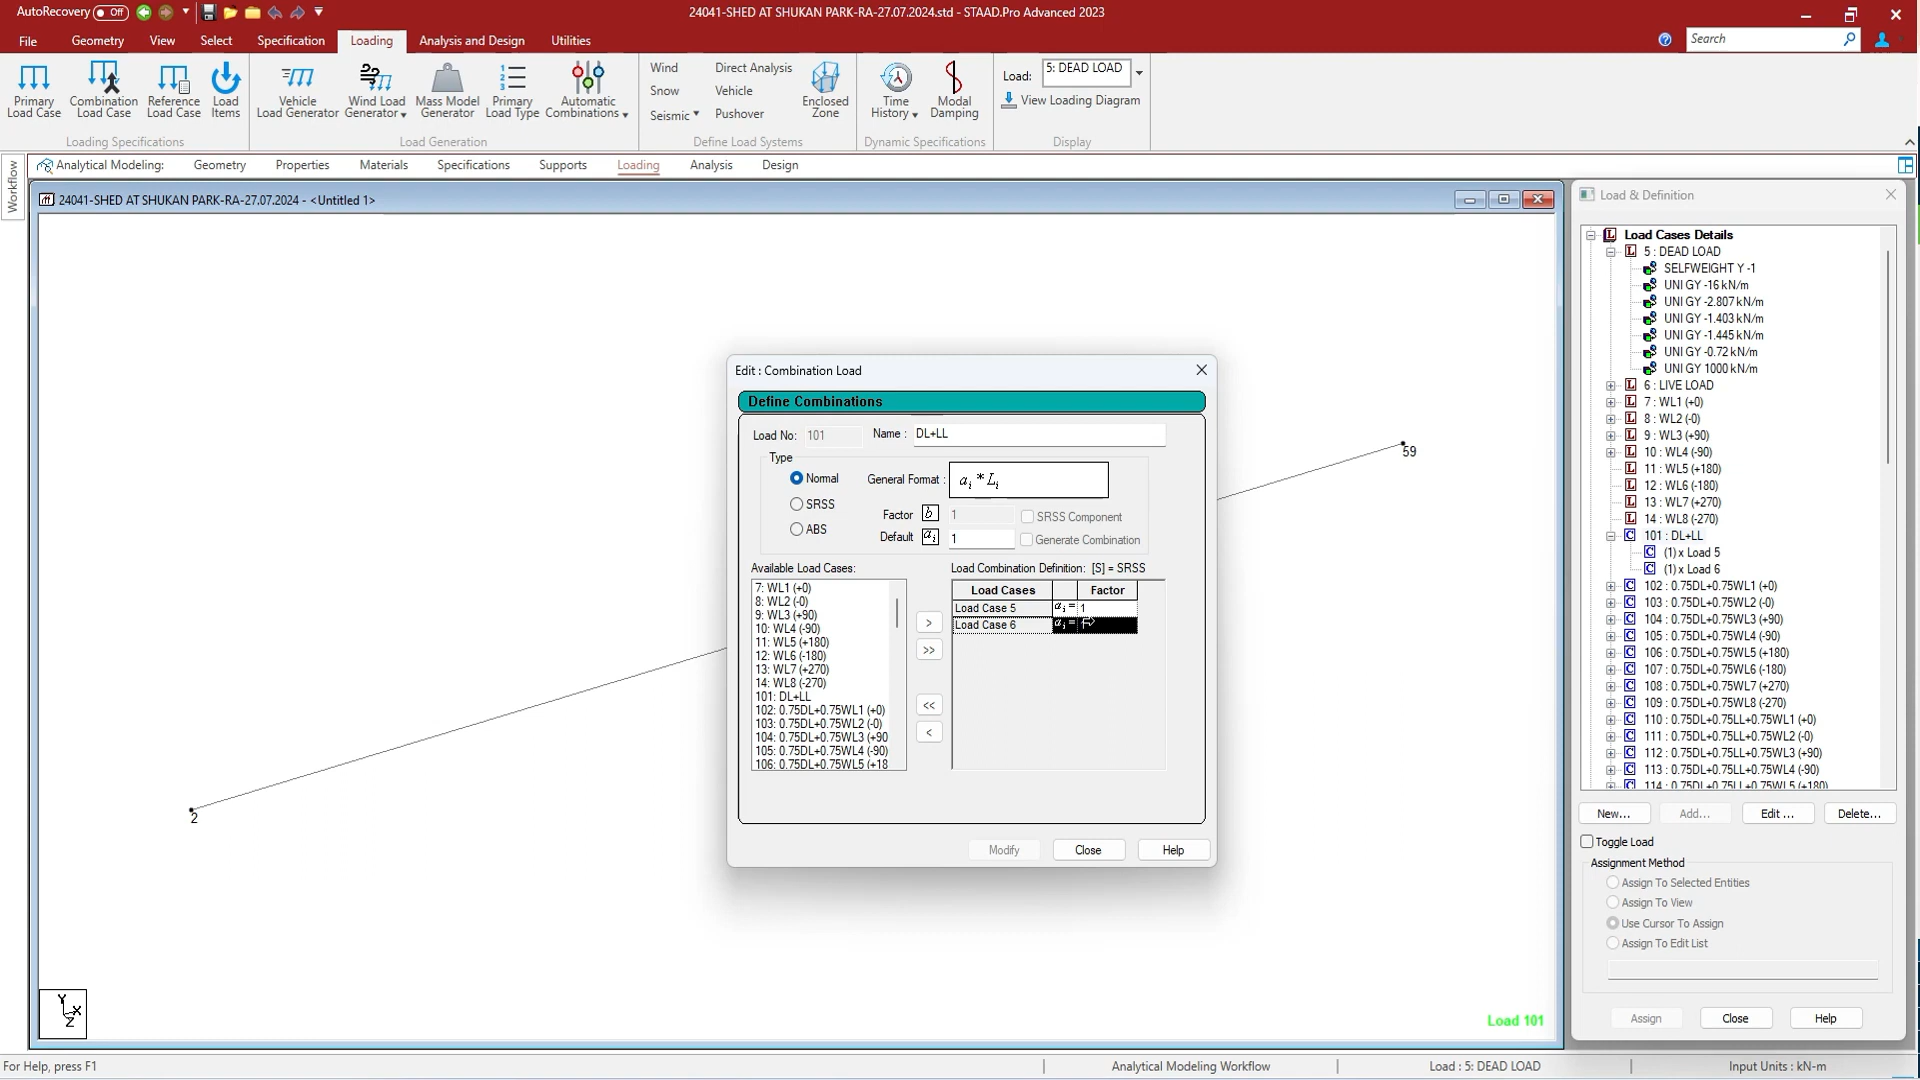 AutoRecovery Off
24041-SHED AT SHUKAN PARK-RA-27.07.2024.std - STAAD.Pro Advanced 2023
File Geometry View Select Specification Loading Analysis and Design Utilities
Search
Primary Load Case
Combination Load Case
Reference Load Case
Load Items
Loading Specifications
Vehicle Load Generator
Wind Load Generator
Mass Model Generator
Primary Load Type
Automatic Combinations
Load Generation
Wind
Snow
Seismic
Direct Analysis
Vehicle
Pushover
Enclosed Zone
Define Load Systems
Time History
Modal Damping
Dynamic Specifications
Load: 5: DEAD LOAD
View Loading Diagram
Display
Workflow
Analytical Modeling: Geometry Properties Materials Specifications Supports Loading Analysis Design
24041-SHED AT SHUKAN PARK-RA-27.07.2024 - <Untitled 1>
59
2
Y
X
Z
Load 101
Edit : Combination Load
Define Combinations
Load No: 101 Name : DL+LL
Type
Normal
SRSS
ABS
General Format : ai * Li
Factor b 1 SRSS Component
Default ai 1 Generate Combination
Available Load Cases:
7: WL1 (+0)
8: WL2 (-0)
9: WL3 (+90)
10: WL4 (-90)
11: WL5 (+180)
12: WL6 (-180)
13: WL7 (+270)
14: WL8 (-270)
101: DL+LL
102: 0.75DL+0.75WL1 (+0)
103: 0.75DL+0.75WL2 (-0)
104: 0.75DL+0.75WL3 (+90
105: 0.75DL+0.75WL4 (-90)
106: 0.75DL+0.75WL5 (+18
>
>>
<<
<
Load Combination Definition: [S] = SRSS
Load Cases Factor
Load Case 5 ai = 1
Load Case 6 ai =
Modify Close Help
Load & Definition
Load Cases Details
5 : DEAD LOAD
SELFWEIGHT Y -1
UNI GY -16 kN/m
UNI GY -2.807 kN/m
UNI GY -1.403 kN/m
UNI GY -1.445 kN/m
UNI GY -0.72 kN/m
UNI GY 1000 kN/m
6 : LIVE LOAD
7 : WL1 (+0)
8 : WL2 (-0)
9 : WL3 (+90)
10 : WL4 (-90)
11 : WL5 (+180)
12 : WL6 (-180)
13 : WL7 (+270)
14 : WL8 (-270)
101 : DL+LL
(1) x Load 5
(1) x Load 6
102 : 0.75DL+0.75WL1 (+0)
103 : 0.75DL+0.75WL2 (-0)
104 : 0.75DL+0.75WL3 (+90)
105 : 0.75DL+0.75WL4 (-90)
106 : 0.75DL+0.75WL5 (+180)
107 : 0.75DL+0.75WL6 (-180)
108 : 0.75DL+0.75WL7 (+270)
109 : 0.75DL+0.75WL8 (-270)
110 : 0.75DL+0.75LL+0.75WL1 (+0)
111 : 0.75DL+0.75LL+0.75WL2 (-0)
112 : 0.75DL+0.75LL+0.75WL3 (+90)
113 : 0.75DL+0.75LL+0.75WL4 (-90)
114 : 0.75DL+0.75LL+0.75WL5 (+180)
New... Add... Edit ... Delete...
Toggle Load
Assignment Method
Assign To Selected Entities
Assign To View
Use Cursor To Assign
Assign To Edit List
Assign Close Help
For Help, press F1
Analytical Modeling Workflow
Load : 5: DEAD LOAD
Input Units : kN-m